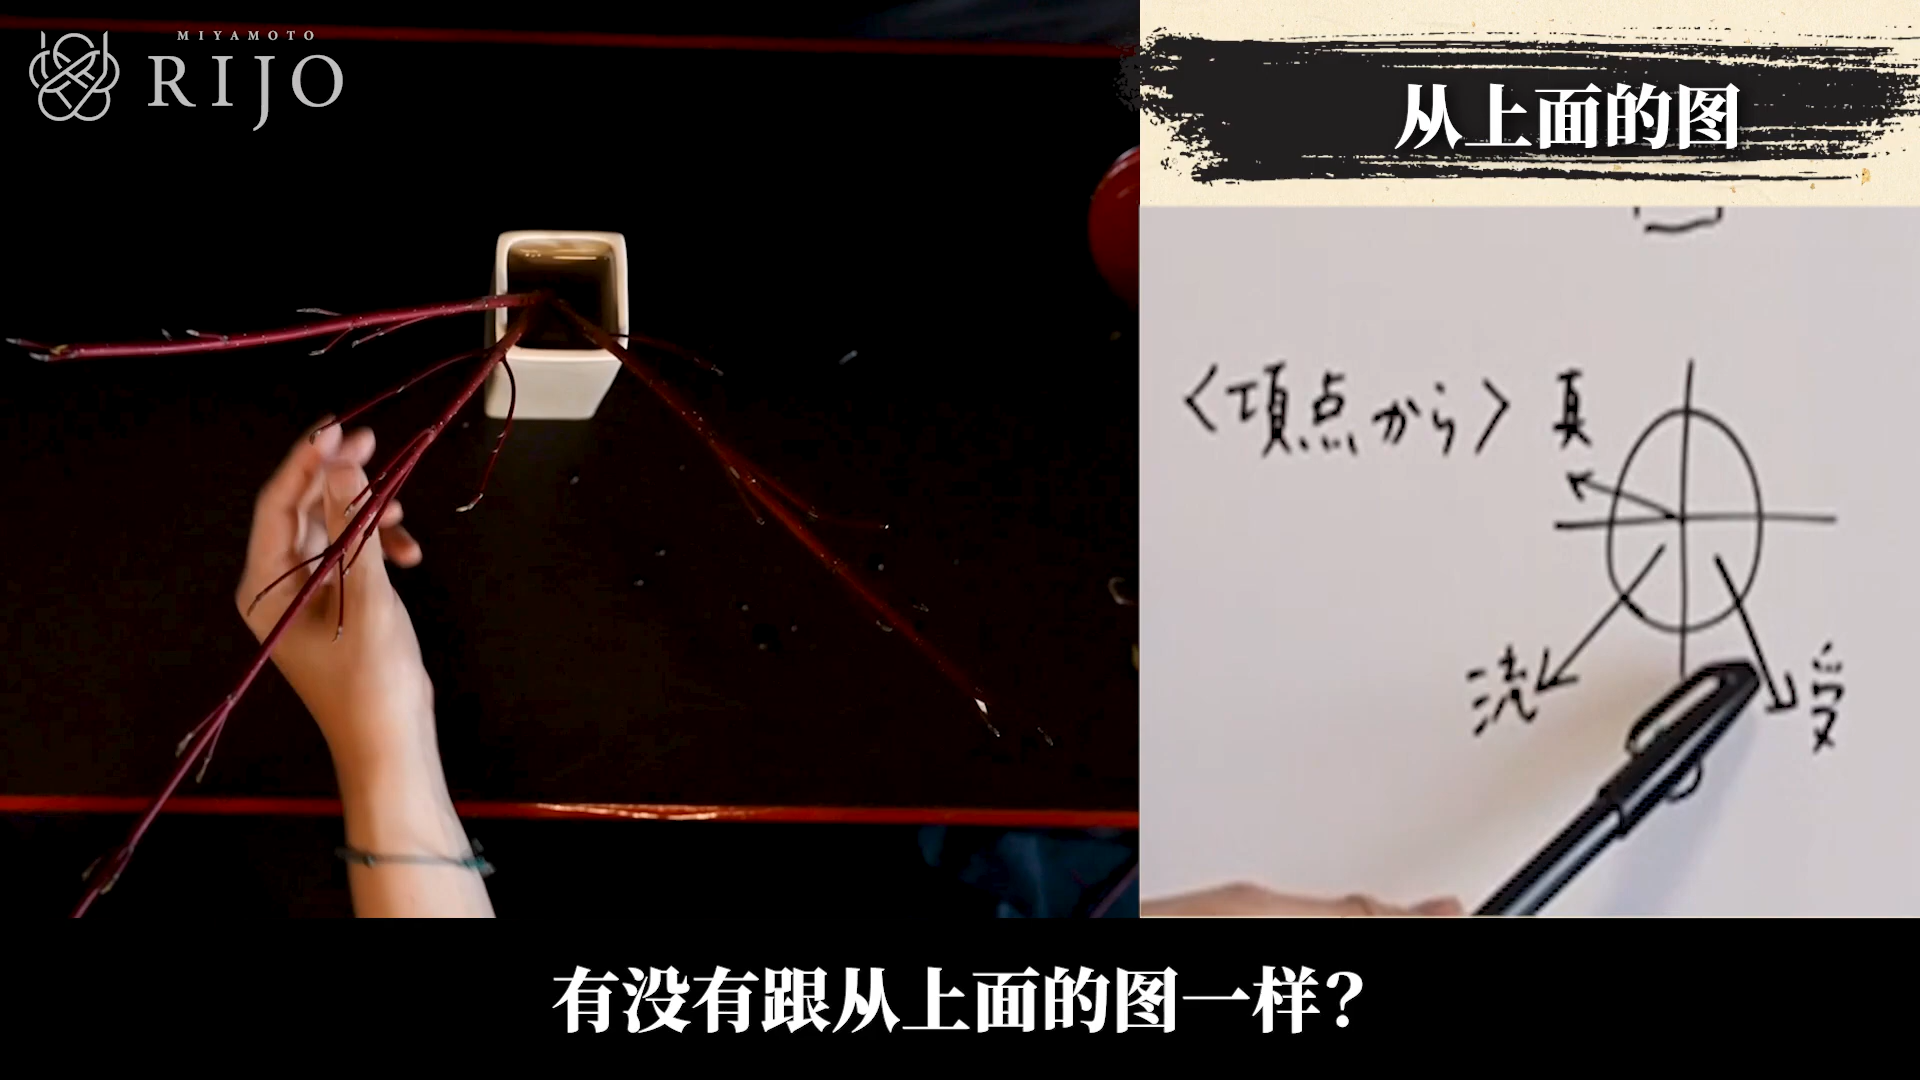 MIYAMOTO
RIJO
从上面的图
〈頂点から〉 真
流
受
有没有跟从上面的图一样?